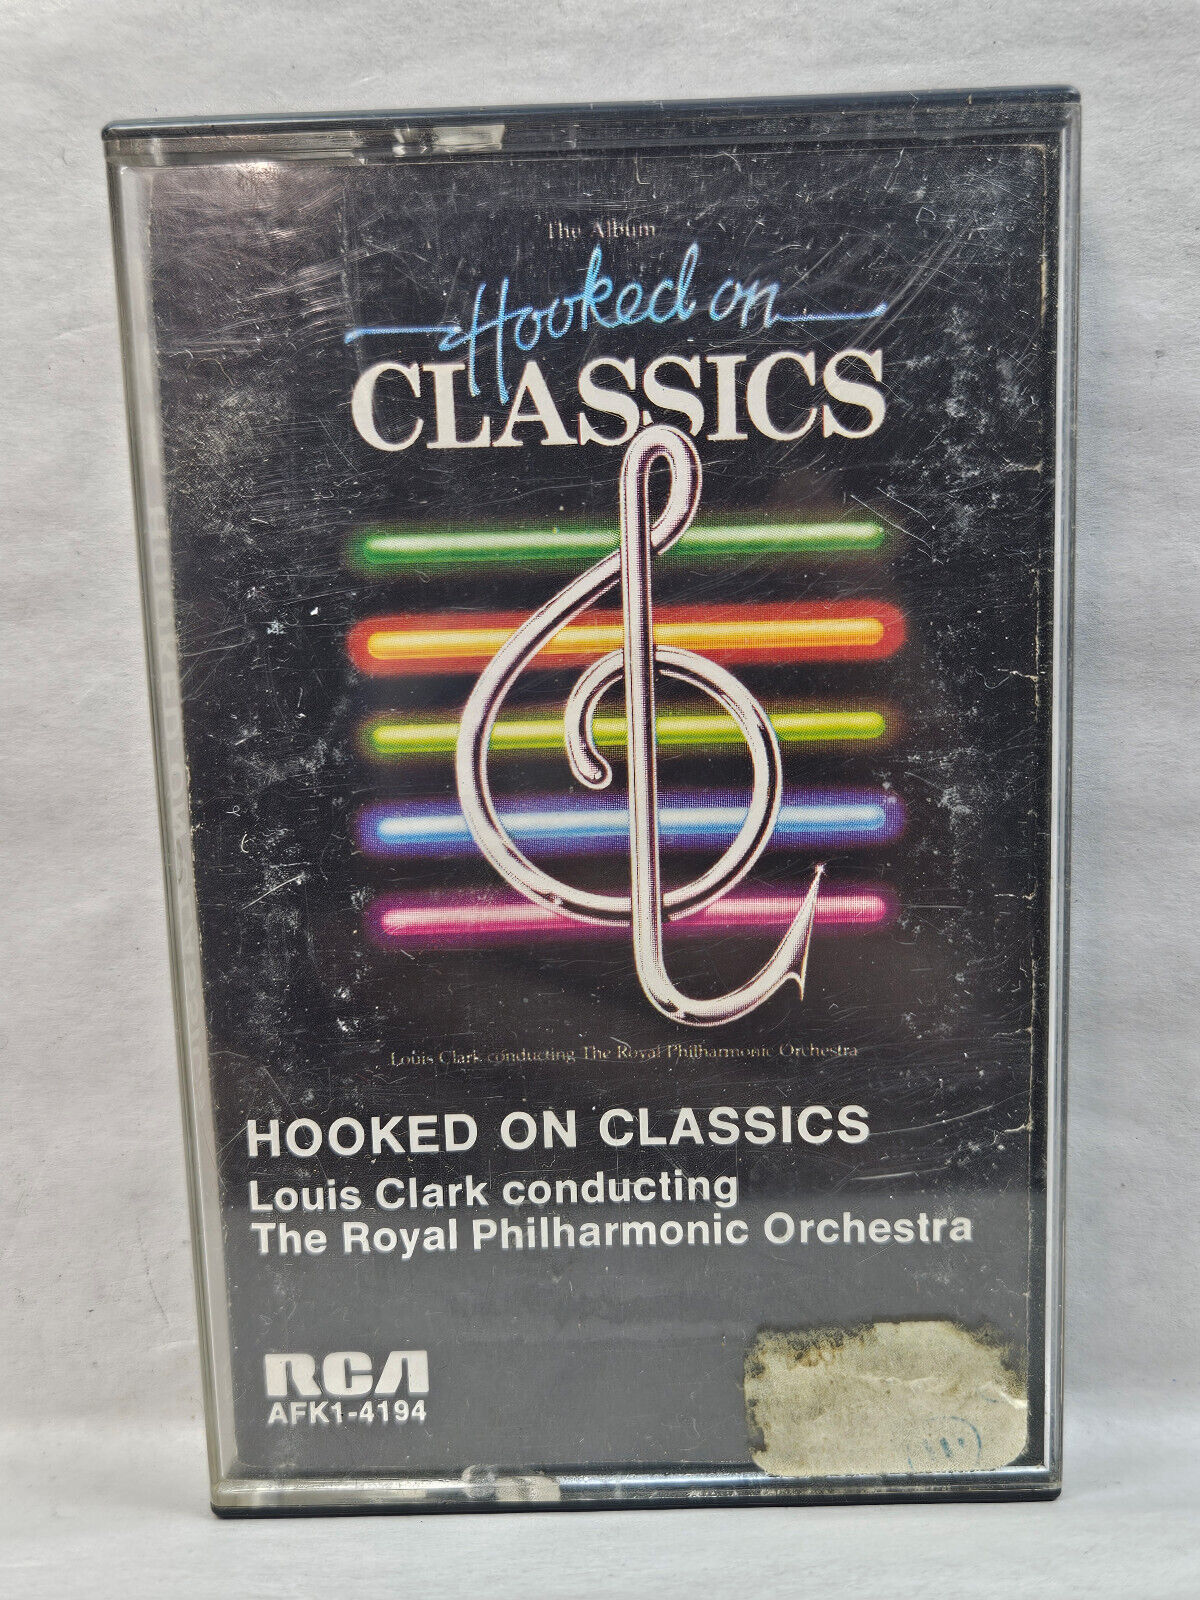 The Album
Hooked on
CLASSICS
Louis Clark conducting The Royal Philharmonic Orchestra
HOOKED ON CLASSICS
Louis Clark conducting
The Royal Philharmonic Orchestra
RCA
AFK1-4194